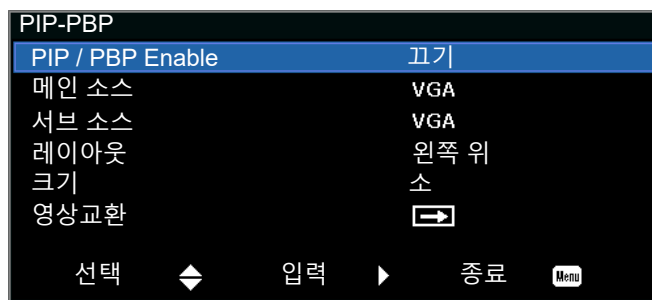 PIP-PBP
PIP / PBP Enable 끄기
메인 소스 VGA
서브 소스 VGA
레이아웃 왼쪽 위
크기 소
영상교환
선택 입력 종료 Menu